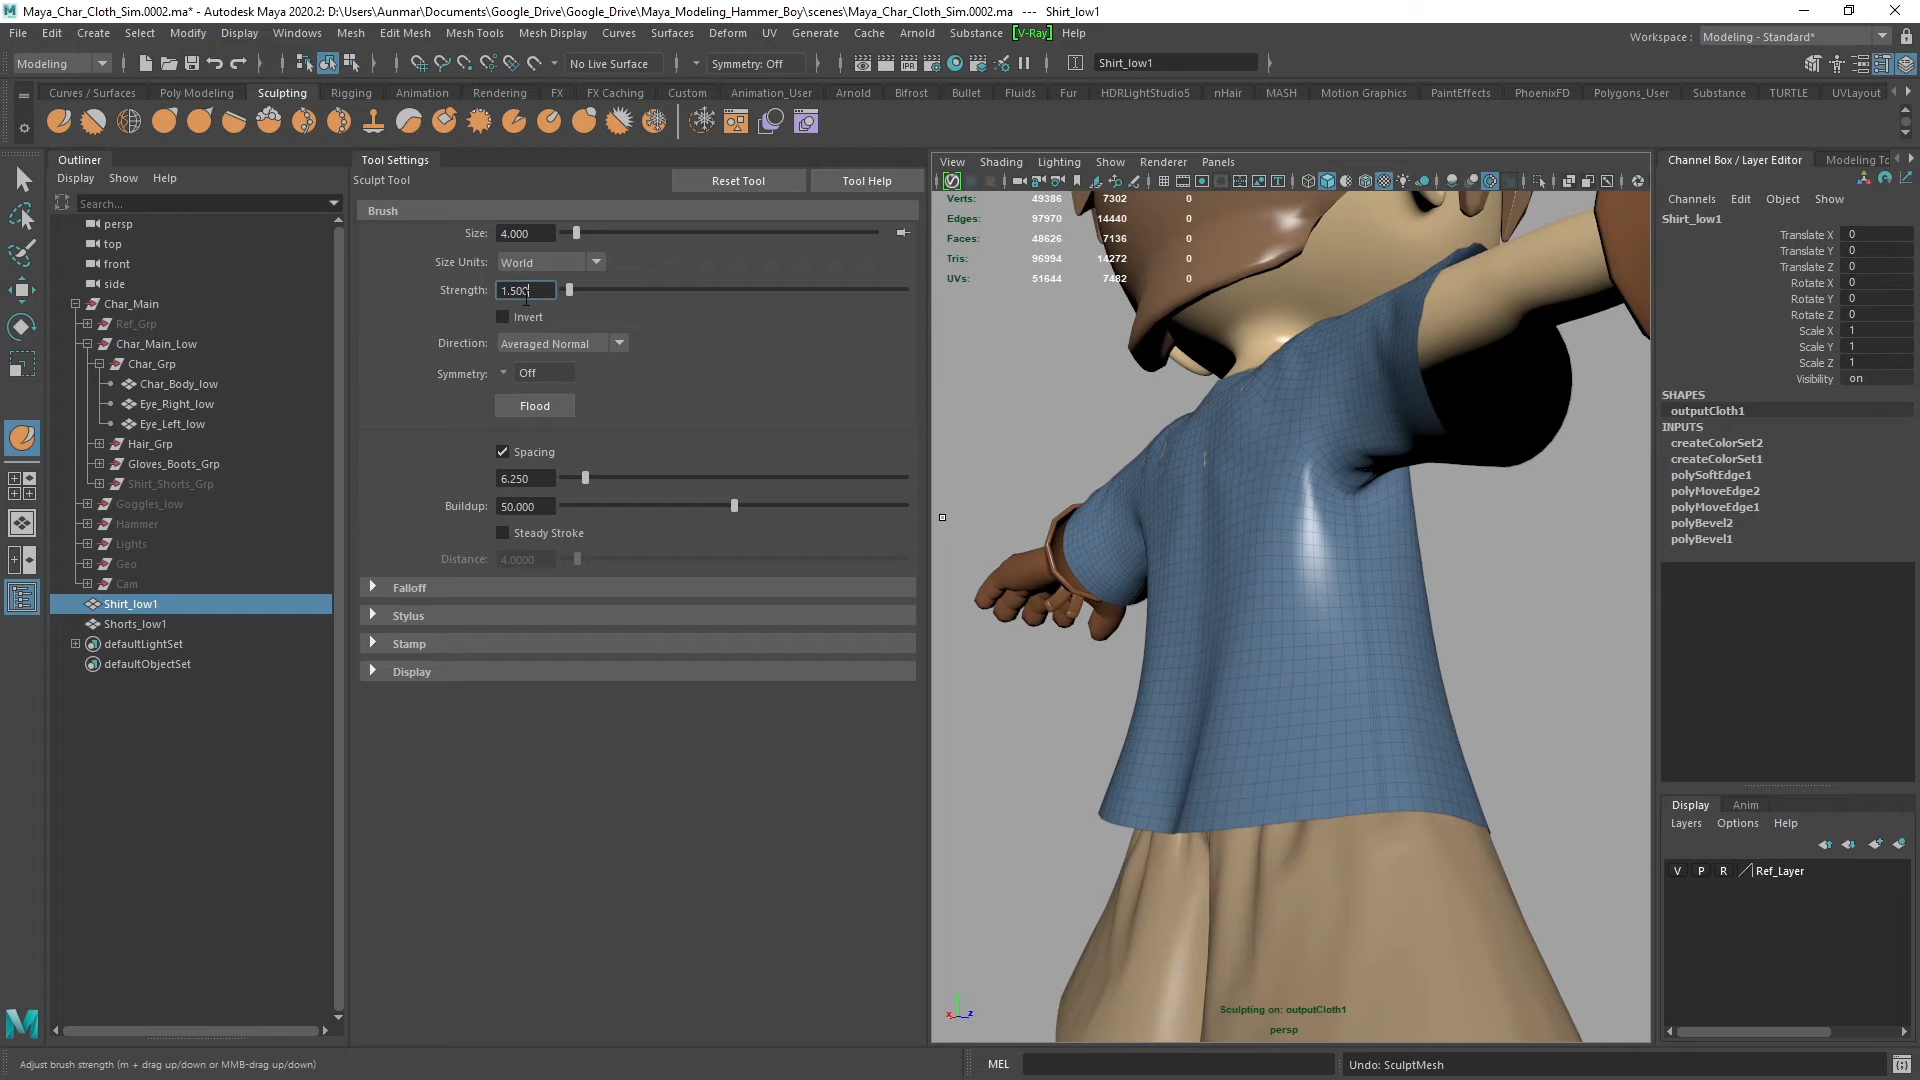 Maya_Char_Cloth_Sim.0002.ma* - Autodesk Maya 2020.2: D:\Users\Aunmar\Documents\Google_Drive\Google_Drive\Maya_Modeling_Hammer_Boy\scenes\Maya_Char_Cloth_Sim.0002.ma --- Shirt_low1
File Edit Create Select Modify Display Windows Mesh Edit Mesh Mesh Tools Mesh Display Curves Surfaces Deform UV Generate Cache Arnold Substance [V-Ray] Help
Workspace : Modeling - Standard*
Modeling No Live Surface Symmetry: Off Shirt_low1
Curves / Surfaces Poly Modeling Sculpting Rigging Animation Rendering FX FX Caching Custom Animation_User Arnold Bifrost Bullet Fluids Fur HDRLightStudio5 nHair MASH Motion Graphics PaintEffects PhoenixFD Polygons_User Substance TURTLE UVLayout
IPR
Outliner
Display Show Help
Search...
persp
top
front
side
Char_Main
Ref_Grp
Char_Main_Low
Char_Grp
Char_Body_low
Eye_Right_low
Eye_Left_low
Hair_Grp
Gloves_Boots_Grp
Shirt_Shorts_Grp
Goggles_low
Hammer
Lights
Geo
Cam
Shirt_low1
Shorts_low1
defaultLightSet
defaultObjectSet
Tool Settings
Sculpt Tool Reset Tool Tool Help
Brush
Size: 4.000
Size Units: World
Strength: 1.500
Invert
Direction: Averaged Normal
Symmetry: Off
Flood
Spacing
6.250
Buildup: 50.000
Steady Stroke
Distance: 4.0000
Falloff
Stylus
Stamp
Display
View Shading Lighting Show Renderer Panels
Verts: 49386 7302 0
Edges: 97970 14440 0
Faces: 48626 7136 0
Tris: 96994 14272 0
UVs: 51644 7482 0
Sculpting on: outputCloth1
persp
x z
Channel Box / Layer Editor Modeling To
Channels Edit Object Show
Shirt_low1
Translate X 0
Translate Y 0
Translate Z 0
Rotate X 0
Rotate Y 0
Rotate Z 0
Scale X 1
Scale Y 1
Scale Z 1
Visibility on
SHAPES
outputCloth1
INPUTS
createColorSet2
createColorSet1
polySoftEdge1
polyMoveEdge2
polyMoveEdge1
polyBevel2
polyBevel1
Display Anim
Layers Options Help
V P R Ref_Layer
Adjust brush strength (m + drag up/down or MMB-drag up/down)
MEL
Undo: SculptMesh